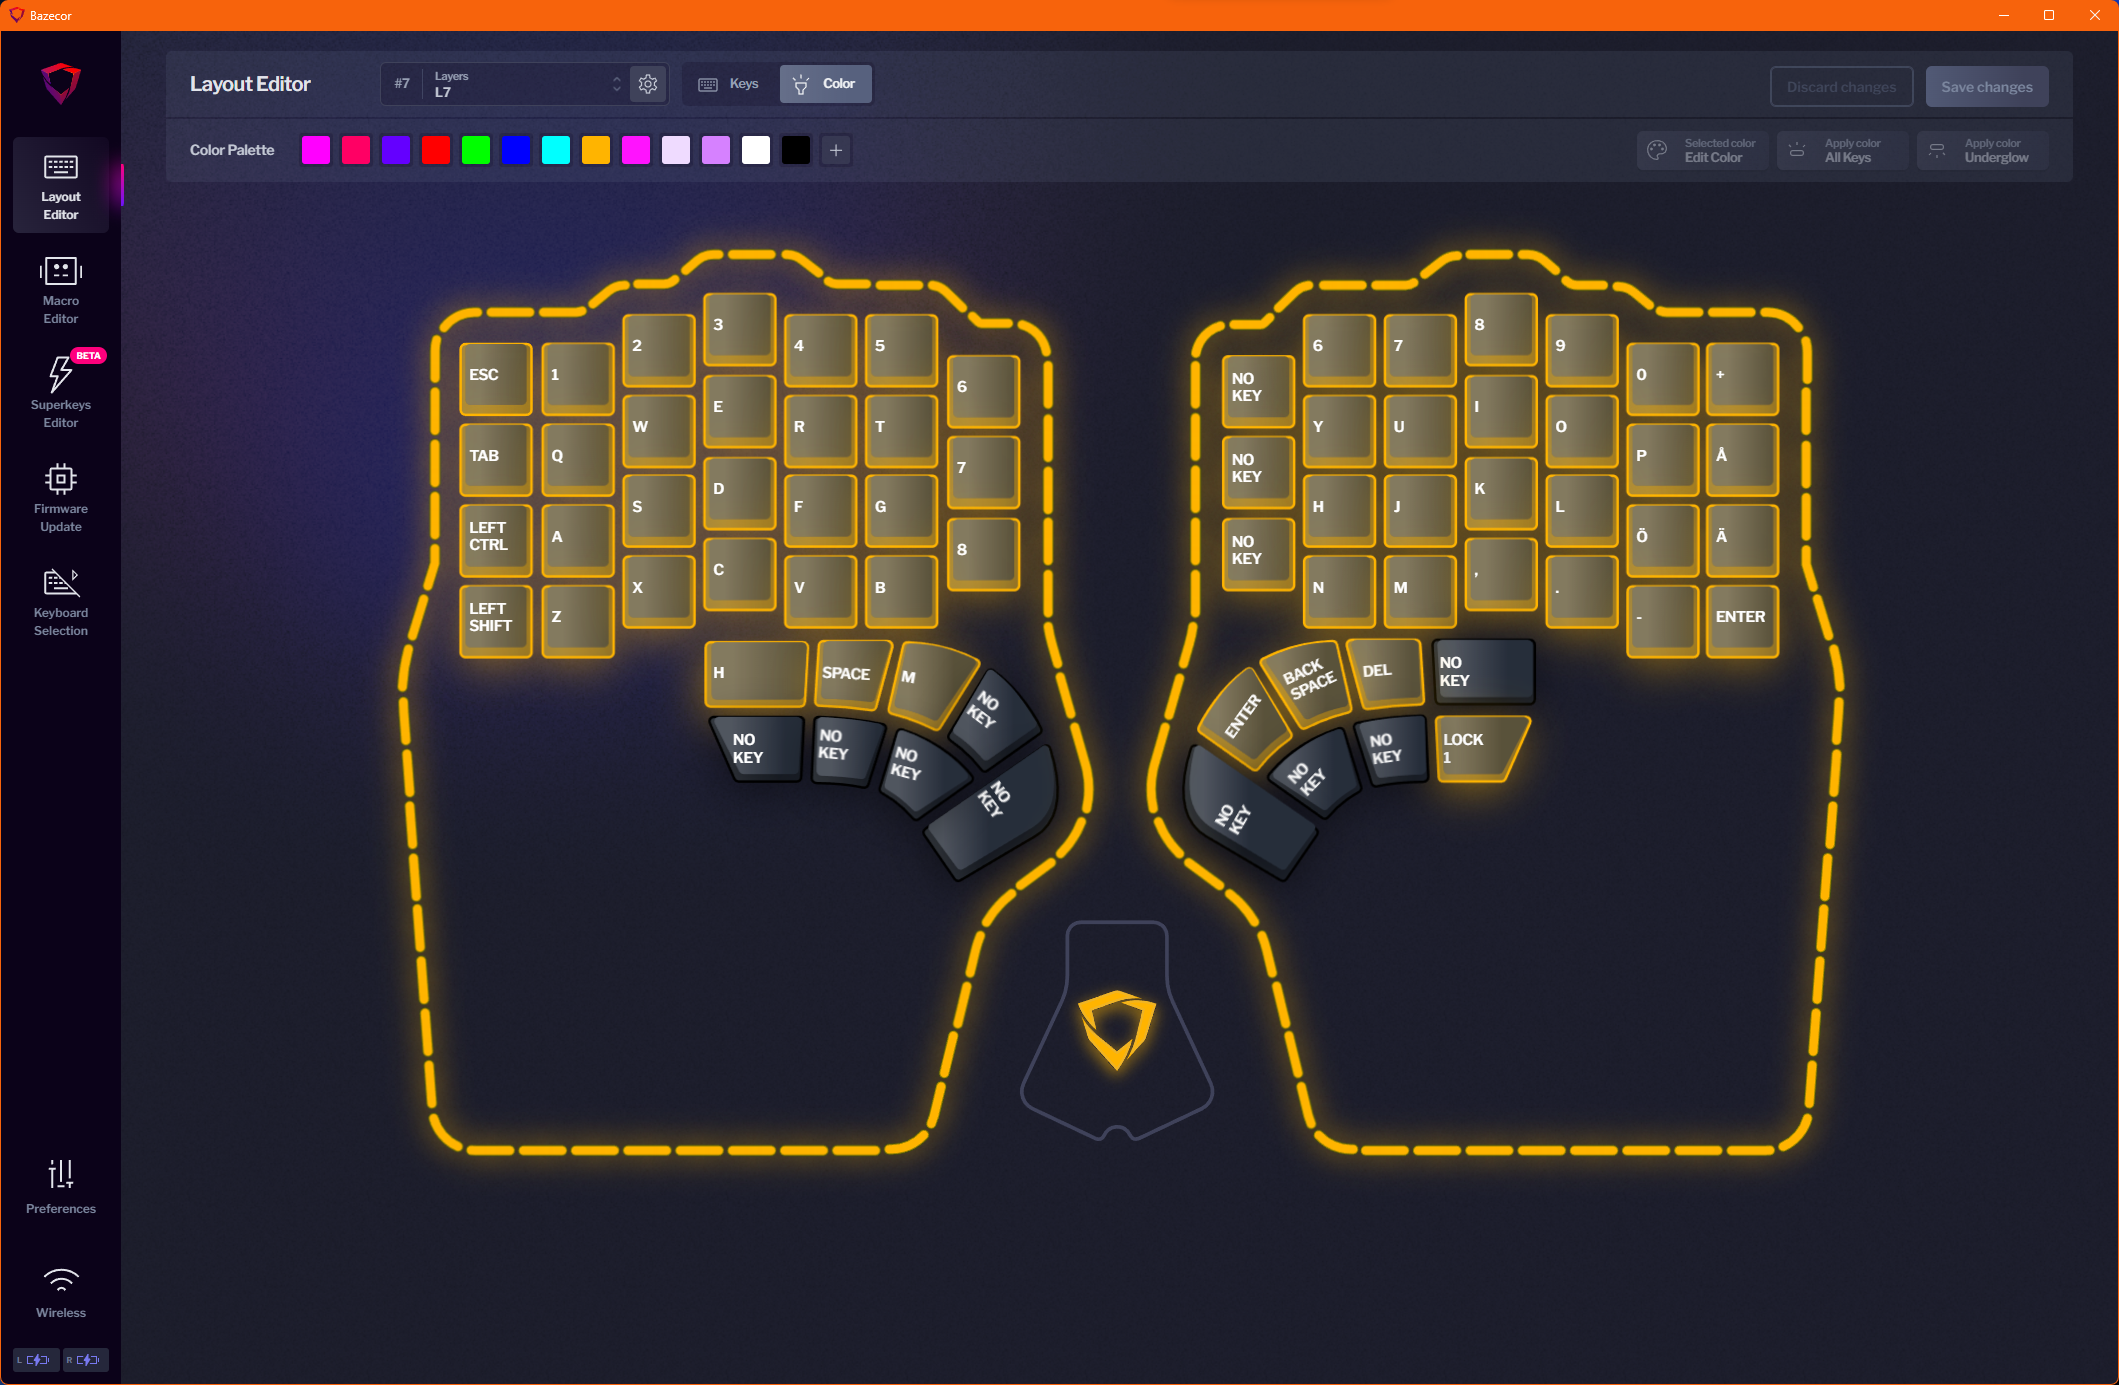 Bazecor
Layout Editor
#7
Layers
L7
Keys
Color
Discard changes
Save changes
Color Palette
+
Selected color
Edit Color
Apply color
All Keys
Apply color
Underglow
Layout
Editor
Macro
Editor
BETA
Superkeys
Editor
Firmware
Update
Keyboard
Selection
Preferences
Wireless
L
R
ESC
1
2
3
4
5
6
TAB
Q
W
E
R
T
7
LEFT
CTRL
A
S
D
F
G
8
LEFT
SHIFT
Z
X
C
V
B
H
SPACE
M
NO
KEY
NO
KEY
NO
KEY
NO
KEY
NO
KEY
NO
KEY
6
7
8
9
0
+
NO
KEY
Y
U
I
O
P
Å
NO
KEY
H
J
K
L
Ö
Ä
N
M
,
.
-
ENTER
ENTER
BACK
SPACE
DEL
NO
KEY
NO
KEY
NO
KEY
NO
KEY
LOCK
1